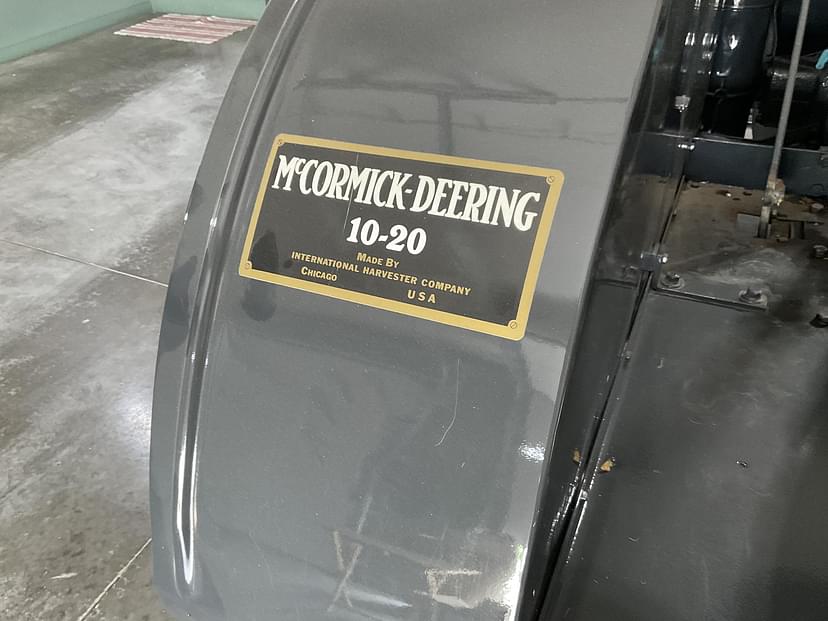 McCORMICK-DEERING
10-20
MADE BY
INTERNATIONAL HARVESTER COMPANY
CHICAGO USA